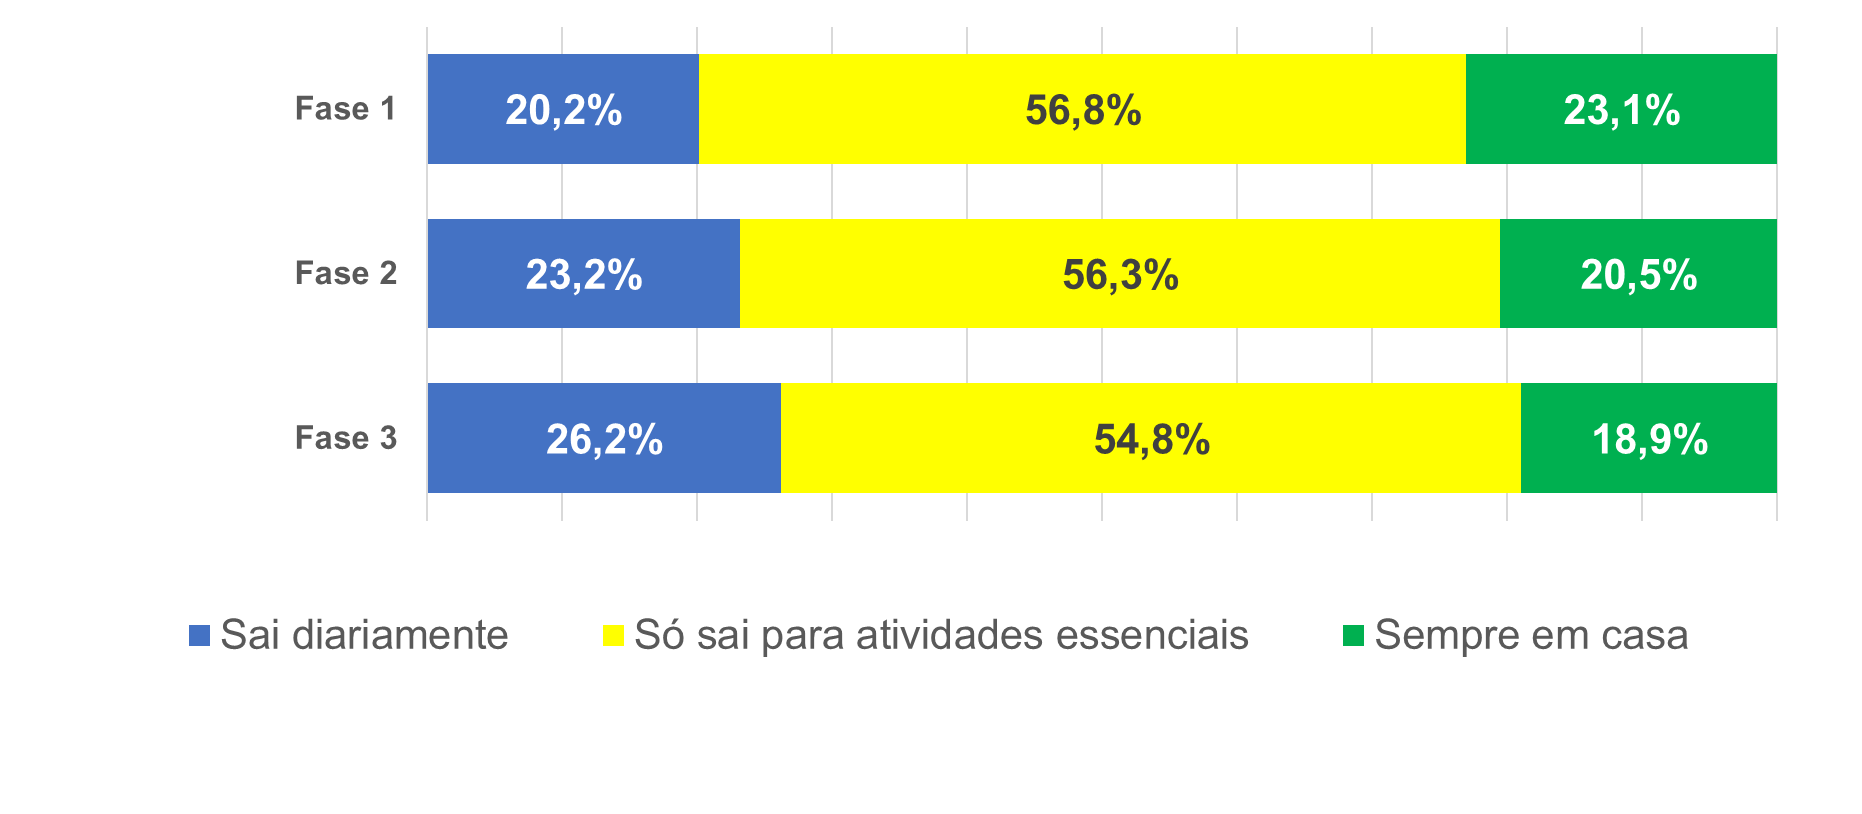 Fase 1 20,2% 56,8% 23,1%
Fase 2 23,2% 56,3% 20,5%
Fase 3 26,2% 54,8% 18,9%
Sai diariamente Só sai para atividades essenciais Sempre em casa